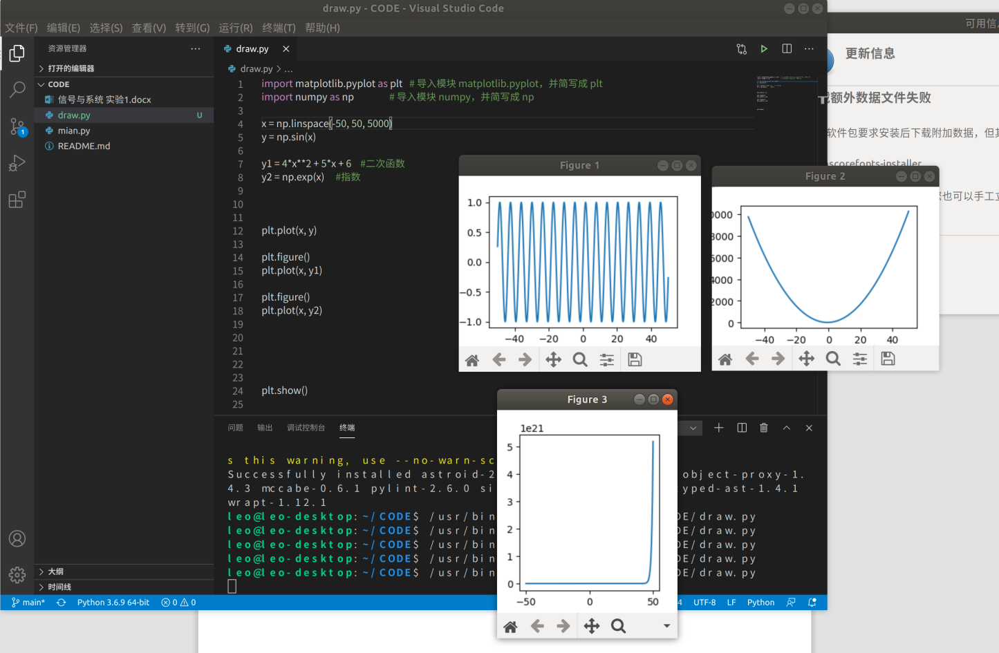 draw.py - CODE - Visual Studio Code
文件(F) 编辑(E) 选择(S) 查看(V) 转到(G) 运行(R) 终端(T) 帮助(H)
资源管理器
打开的编辑器
CODE
信号与系统 实验1.docx
draw.py U
mian.py
README.md
1
大纲
时间线
draw.py
draw.py > ...
1 import matplotlib.pyplot as plt # 导入模块 matplotlib.pyplot，并简写成 plt
2 import numpy as np # 导入模块 numpy，并简写成 np
3
4 x = np.linspace(-50, 50, 5000)
5 y = np.sin(x)
6
7 y1 = 4*x**2 + 5*x + 6 #二次函数
8 y2 = np.exp(x) #指数
9
10
11
12 plt.plot(x, y)
13
14 plt.figure()
15 plt.plot(x, y1)
16
17 plt.figure()
18 plt.plot(x, y2)
19
20
21
22
23
24 plt.show()
25
问题 输出 调试控制台 终端
s this warning, use --no-warn-sc
Successfully installed astroid-2 object-proxy-1.
4.3 mccabe-0.6.1 pylint-2.6.0 si yped-ast-1.4.1
wrapt-1.12.1
leo@leo-desktop:~/CODE$ /usr/bin DE/draw.py
leo@leo-desktop:~/CODE$ /usr/bin DE/draw.py
leo@leo-desktop:~/CODE$ /usr/bin DE/draw.py
leo@leo-desktop:~/CODE$ /usr/bin DE/draw.py
leo@leo-desktop:~/CODE$ /usr/bin DE/draw.py
main* Python 3.6.9 64-bit 0 0 4 UTF-8 LF Python
Figure 1
1.0
0.5
0.0
−0.5
−1.0
−40 −20 0 20 40
Figure 2
0000
8000
6000
4000
2000
0
−40 −20 0 20 40
Figure 3
1e21
5
4
3
2
1
0
−50 0 50
可用信
更新信息
额外数据文件失败
软件包要求安装后下载附加数据，但
scorefonts-installer
也可以手工